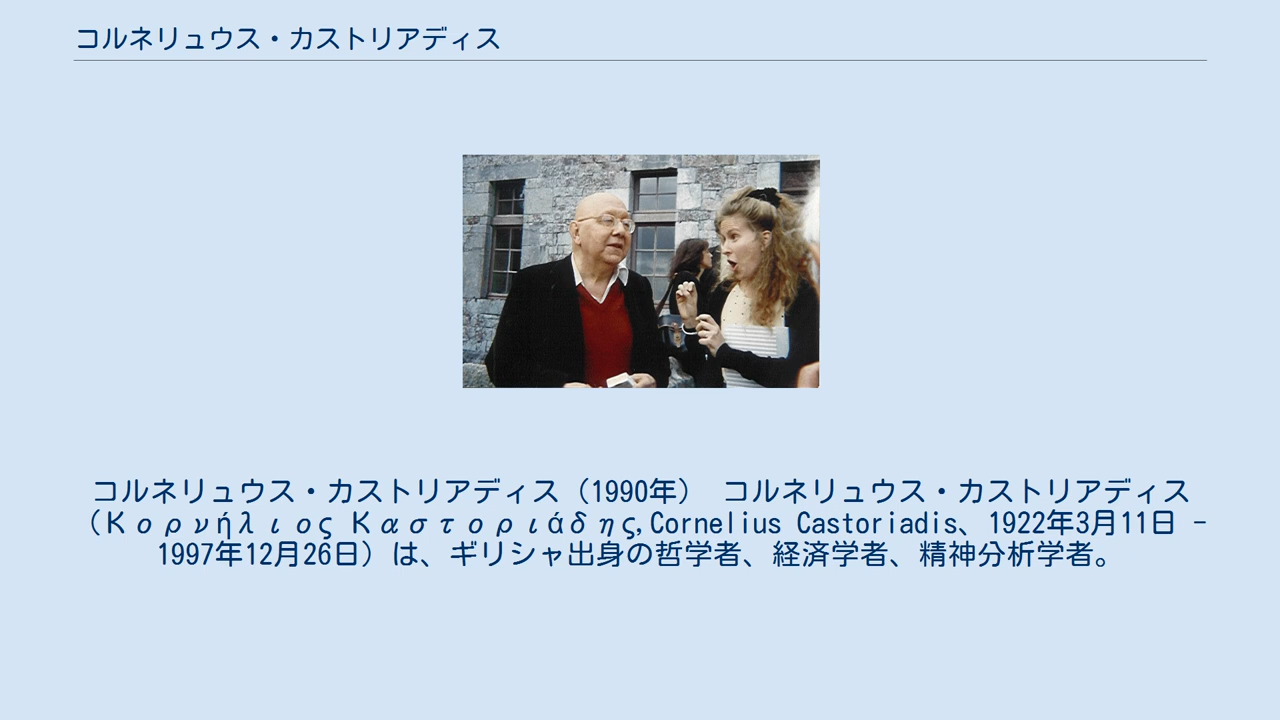 コルネリュウス・カストリアディス
コルネリュウス・カストリアディス（1990年） コルネリュウス・カストリアディス
（Κορνήλιος Καστοριάδης, Cornelius Castoriadis、1922年3月11日 -
1997年12月26日）は、ギリシャ出身の哲学者、経済学者、精神分析学者。